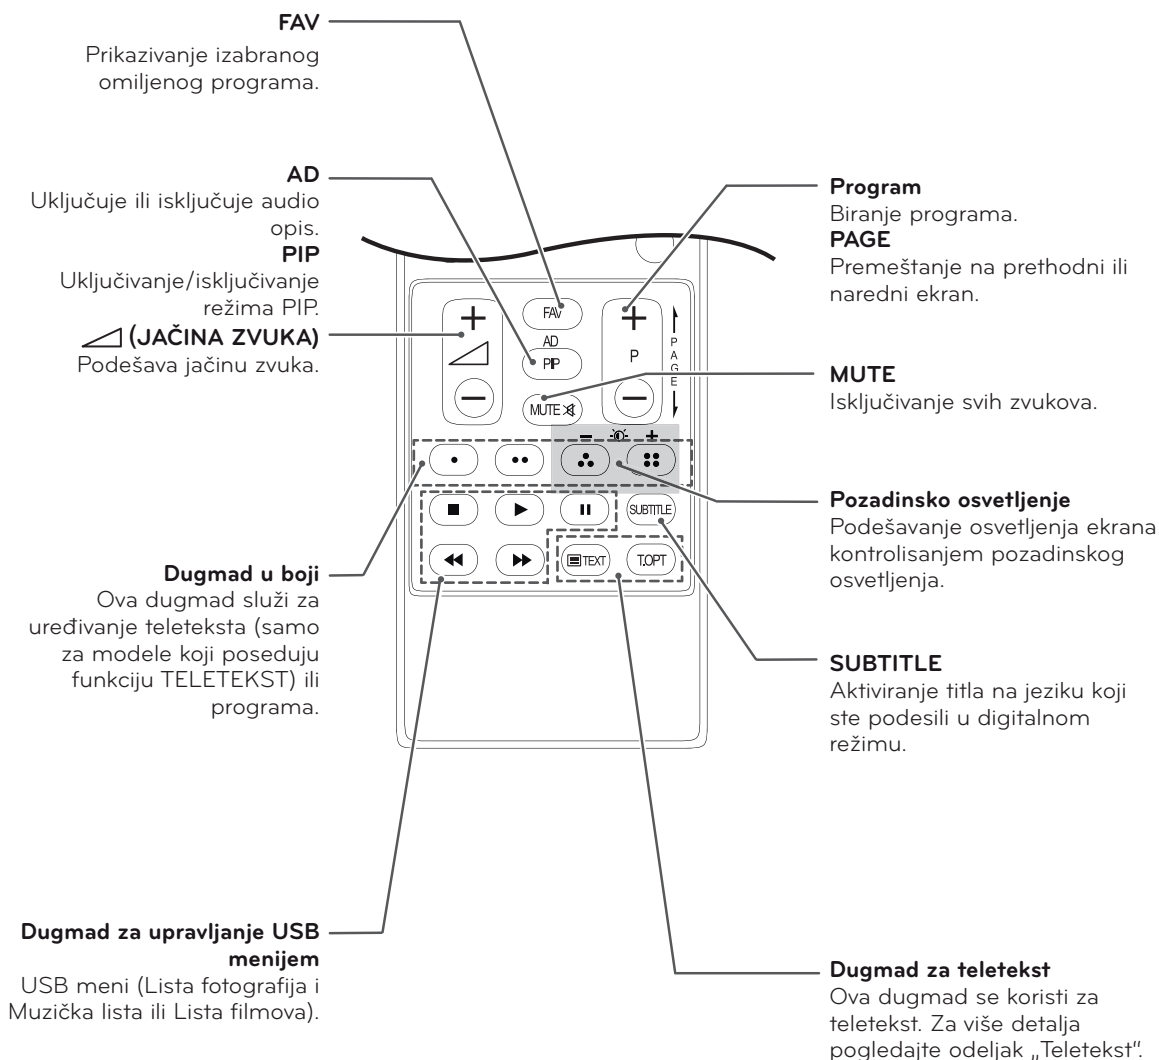 FAV
Prikazivanje izabranog
omiljenog programa.
AD
Uključuje ili isključuje audio
opis.
PIP
Uključivanje/isključivanje
režima PIP.
(JAČINA ZVUKA)
Podešava jačinu zvuka.
Dugmad u boji
Ova dugmad služi za
uređivanje teleteksta (samo
za modele koji poseduju
funkciju TELETEKST) ili
programa.
Dugmad za upravljanje USB
menijem
USB meni (Lista fotografija i
Muzička lista ili Lista filmova).
FAV
AD
PIP
MUTE
P
PAGE
SUBTITLE
TEXT
T.OPT
Program
Biranje programa.
PAGE
Premeštanje na prethodni ili
naredni ekran.
MUTE
Isključivanje svih zvukova.
Pozadinsko osvetljenje
Podešavanje osvetljenja ekrana
kontrolisanjem pozadinskog
osvetljenja.
SUBTITLE
Aktiviranje titla na jeziku koji
ste podesili u digitalnom
režimu.
Dugmad za teletekst
Ova dugmad se koristi za
teletekst. Za više detalja
pogledajte odeljak „Teletekst“.